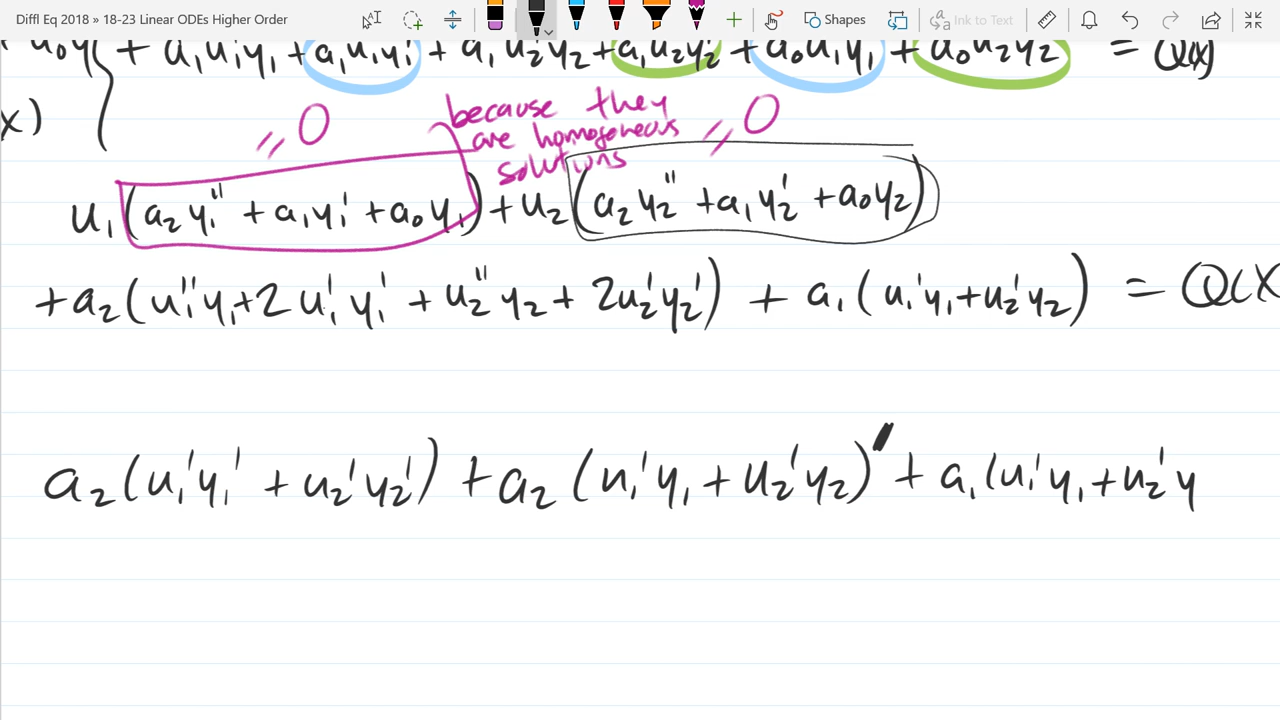 Diffl Eq 2018 » 18-23 Linear ODEs Higher Order
Shapes
Ink to Text
u₀y + a₁u₁'y₁ + a₁u₁y₁' + a₁u₂'y₂ + a₁u₂y₂' + a₀u₁y₁ + a₀u₂y₂ = Q(x)
x)
= 0
because they
are homogeneous
solutions
= 0
u₁(a₂y₁'' + a₁y₁' + a₀y₁) + u₂(a₂y₂'' + a₁y₂' + a₀y₂)
+ a₂(u₁''y₁ + 2u₁'y₁' + u₂''y₂ + 2u₂'y₂') + a₁(u₁'y₁ + u₂'y₂) = Q(x
a₂(u₁'y₁' + u₂'y₂') + a₂(u₁'y₁ + u₂'y₂)' + a₁(u₁'y₁ + u₂'y